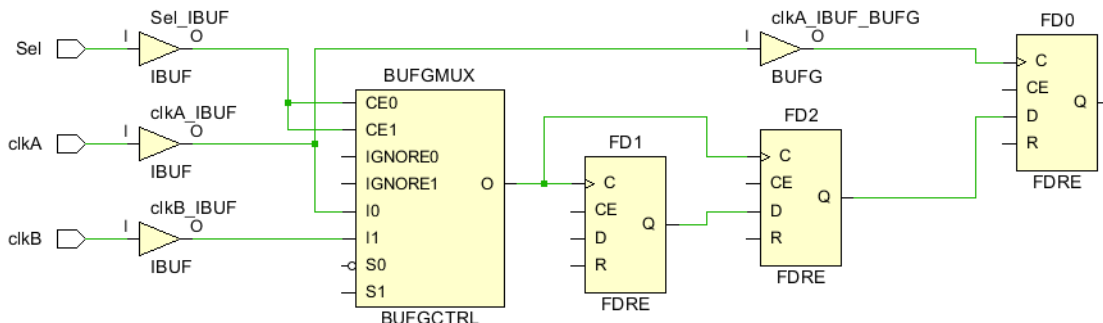 Sel
I
Sel_IBUF
O
IBUF
clkA
I
clkA_IBUF
O
IBUF
clkB
I
clkB_IBUF
O
IBUF
BUFGMUX
CE0
CE1
IGNORE0
IGNORE1
I0
I1
S0
S1
O
BUFGCTRL
FD1
C
CE
D
R
Q
FDRE
clkA_IBUF_BUFG
I
O
BUFG
FD2
C
CE
D
R
Q
FDRE
FD0
C
CE
D
R
Q
FDRE